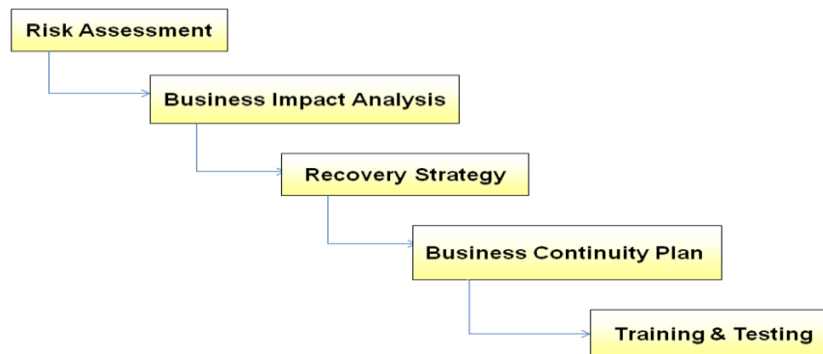 Risk Assessment
Business Impact Analysis
Recovery Strategy
Business Continuity Plan
Training & Testing